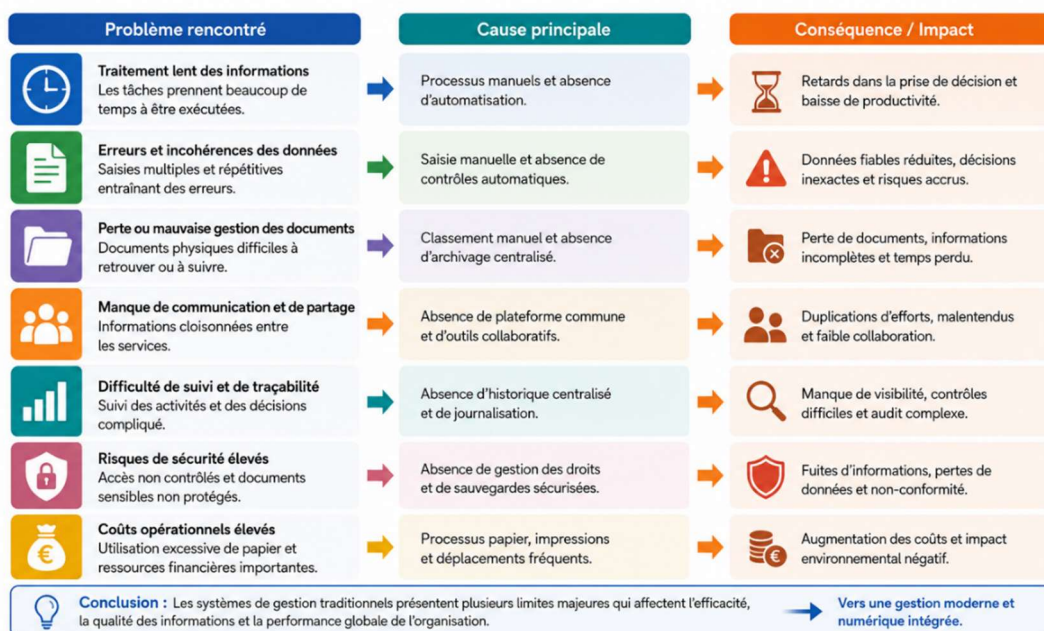 Problème rencontré
Cause principale
Conséquence / Impact
Traitement lent des informations
Les tâches prennent beaucoup de
temps à être exécutées.
Processus manuels et absence
d'automatisation.
Retards dans la prise de décision et
baisse de productivité.
Erreurs et incohérences des données
Saisies multiples et répétitives
entraînant des erreurs.
Saisie manuelle et absence de
contrôles automatiques.
Données fiables réduites, décisions
inexactes et risques accrus.
Perte ou mauvaise gestion des documents
Documents physiques difficiles à
retrouver ou à suivre.
Classement manuel et absence
d'archivage centralisé.
Perte de documents, informations
incomplètes et temps perdu.
Manque de communication et de partage
Informations cloisonnées entre
les services.
Absence de plateforme commune
et d'outils collaboratifs.
Duplications d'efforts, malentendus
et faible collaboration.
Difficulté de suivi et de traçabilité
Suivi des activités et des décisions
compliqué.
Absence d'historique centralisé
et de journalisation.
Manque de visibilité, contrôles
difficiles et audit complexe.
Risques de sécurité élevés
Accès non contrôlés et documents
sensibles non protégés.
Absence de gestion des droits
et de sauvegardes sécurisées.
Fuites d'informations, pertes de
données et non-conformité.
Coûts opérationnels élevés
Utilisation excessive de papier et
ressources financières importantes.
Processus papier, impressions
et déplacements fréquents.
Augmentation des coûts et impact
environnemental négatif.
Conclusion : Les systèmes de gestion traditionnels présentent plusieurs limites majeures qui affectent l'efficacité,
la qualité des informations et la performance globale de l'organisation.
Vers une gestion moderne et
numérique intégrée.